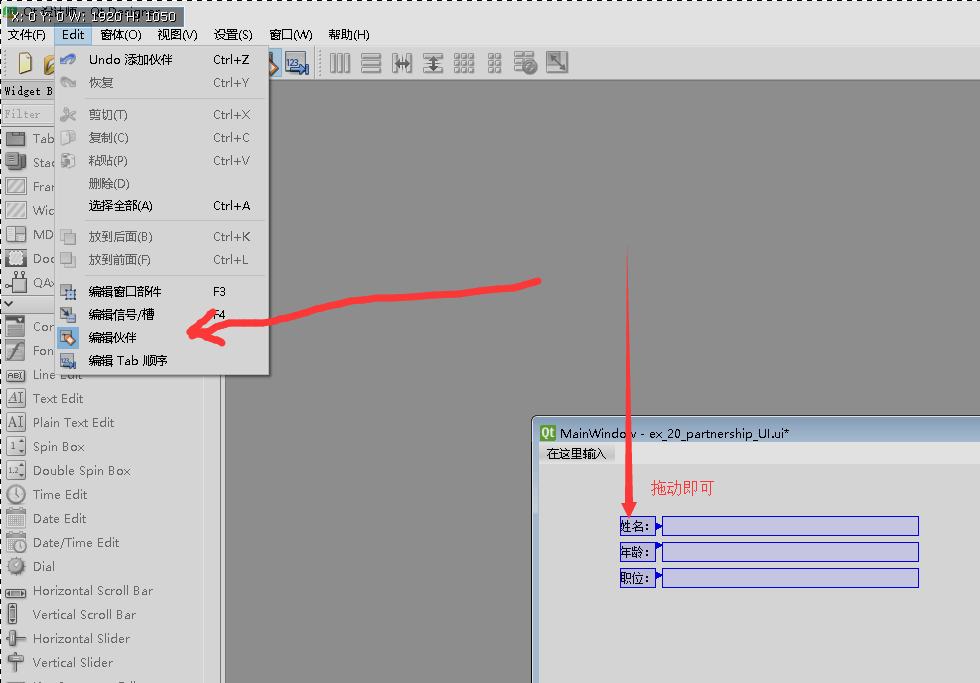 X: 0 Y: 0 W: 1920 H: 1050
文件(F) Edit 窗体(O) 视图(V) 设置(S) 窗口(W) 帮助(H)
Undo 添加伙伴 Ctrl+Z
恢复 Ctrl+Y
Widget B
Filter
剪切(T) Ctrl+X
复制(C) Ctrl+C
粘贴(P) Ctrl+V
删除(D)
选择全部(A) Ctrl+A
放到后面(B) Ctrl+K
放到前面(F) Ctrl+L
编辑窗口部件 F3
编辑信号/槽 F4
编辑伙伴
编辑 Tab 顺序
Tab
Stac
Fran
Wid
MD
Doc
QAx
Con
Fon
Line Edit
Text Edit
Plain Text Edit
Spin Box
Double Spin Box
Time Edit
Date Edit
Date/Time Edit
Dial
Horizontal Scroll Bar
Vertical Scroll Bar
Horizontal Slider
Vertical Slider
Qt MainWindow - ex_20_partnership_UI.ui*
在这里输入
拖动即可
姓名：
年龄：
职位：